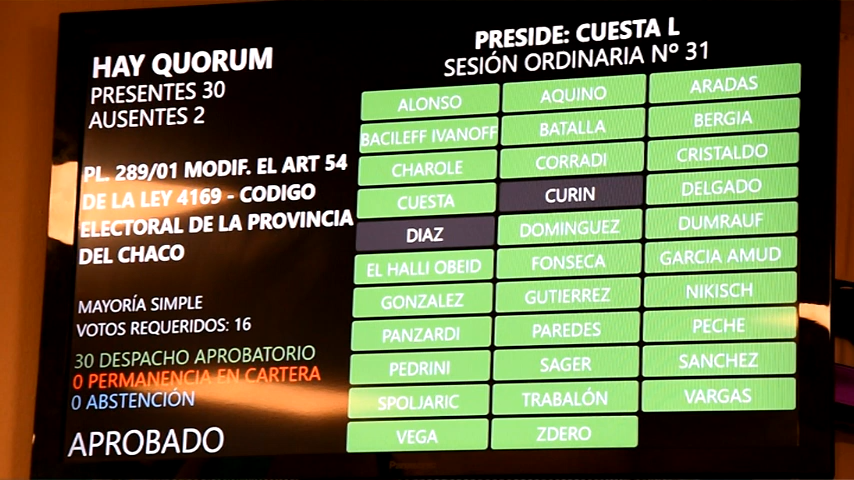 HAY QUORUM
PRESENTES 30
AUSENTES 2
PL. 289/01 MODIF. EL ART 54
DE LA LEY 4169 - CODIGO
ELECTORAL DE LA PROVINCIA
DEL CHACO
MAYORÍA SIMPLE
VOTOS REQUERIDOS: 16
30 DESPACHO APROBATORIO
0 PERMANENCIA EN CARTERA
0 ABSTENCIÓN
APROBADO
PRESIDE: CUESTA L
SESIÓN ORDINARIA Nº 31
ALONSO AQUINO ARADAS
BACILEFF IVANOFF BATALLA BERGIA
CHAROLE CORRADI CRISTALDO
CUESTA CURIN DELGADO
DIAZ DOMINGUEZ DUMRAUF
EL HALLI OBEID FONSECA GARCIA AMUD
GONZALEZ GUTIERREZ NIKISCH
PANZARDI PAREDES PECHE
PEDRINI SAGER SANCHEZ
SPOLJARIC TRABALÓN VARGAS
VEGA ZDERO